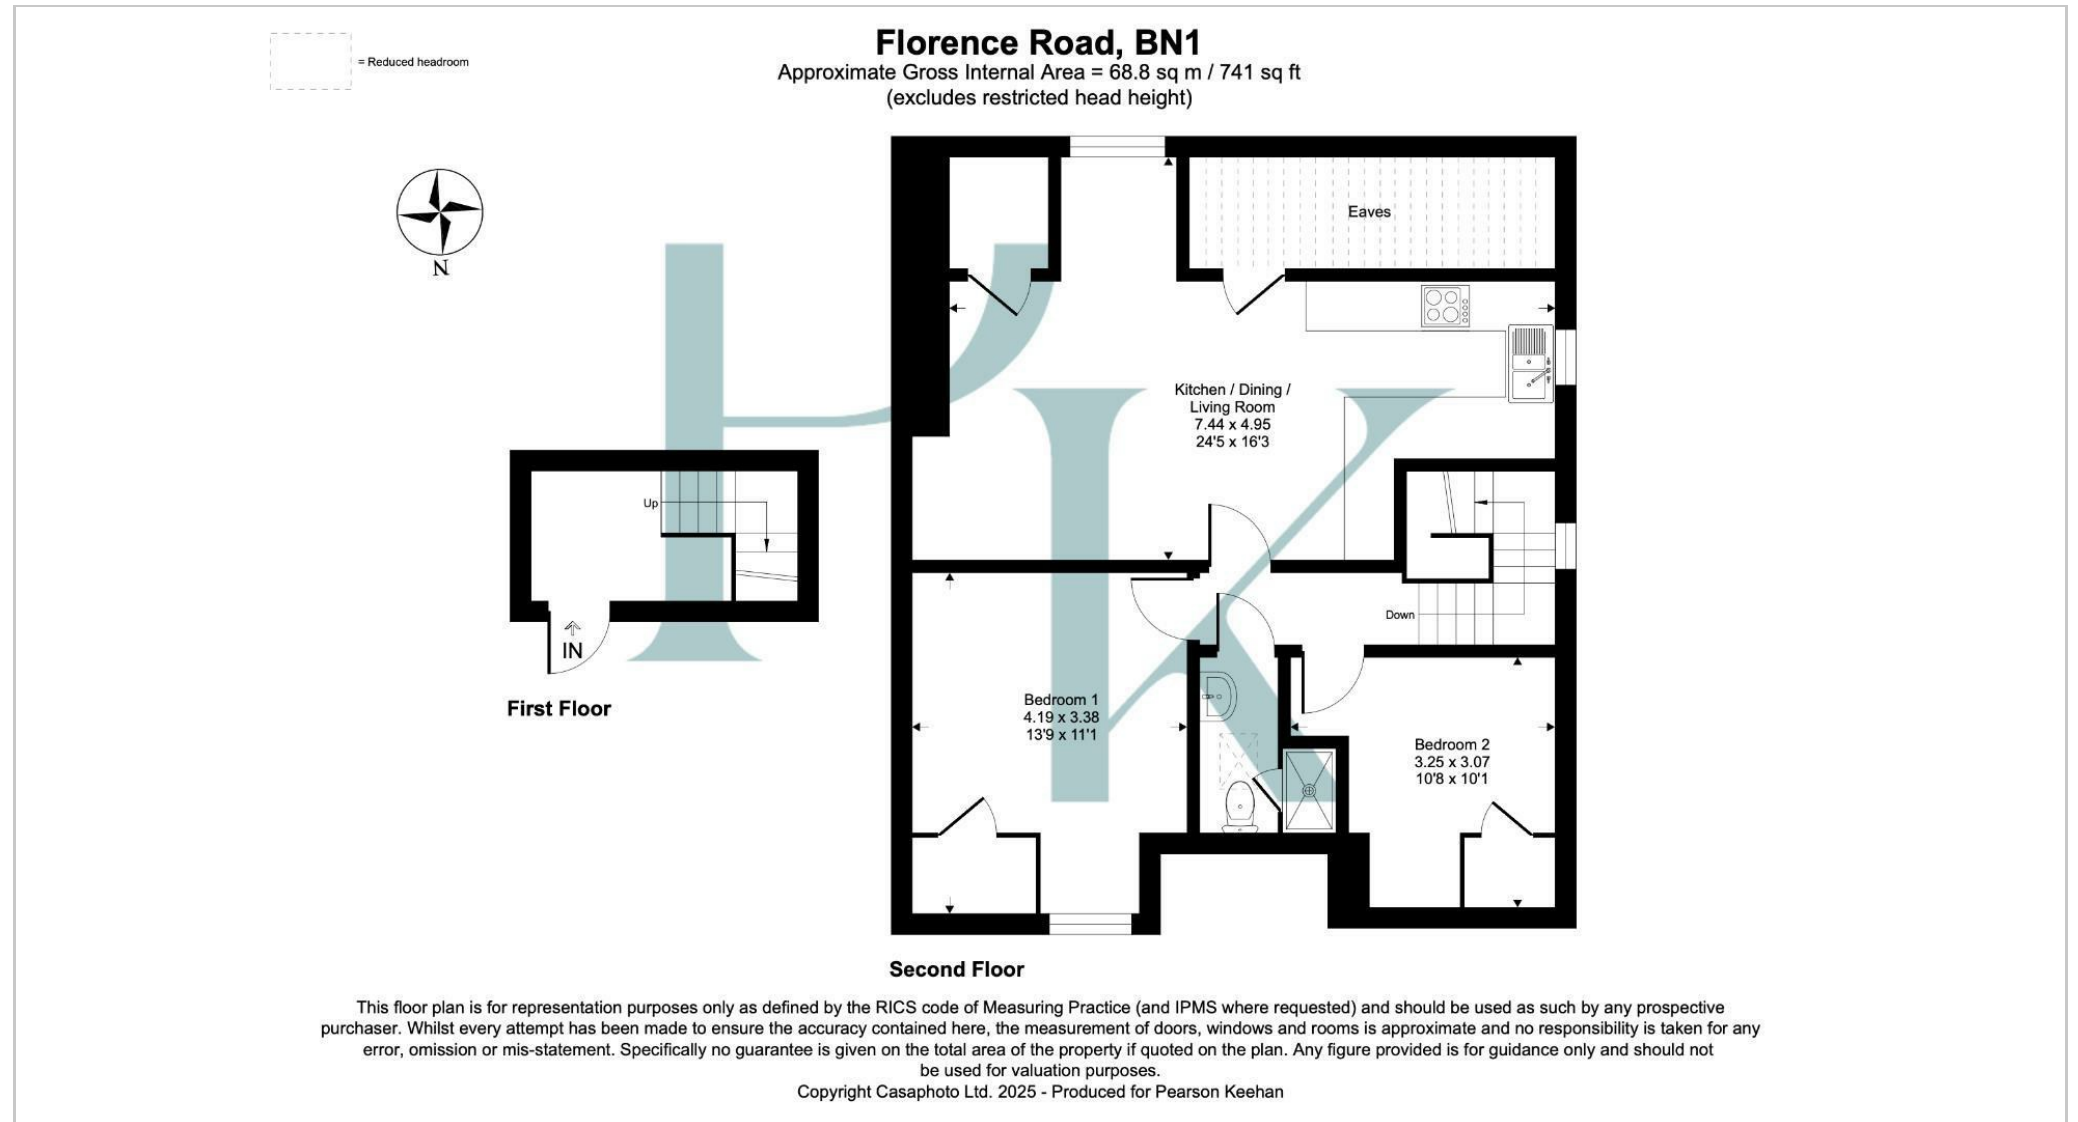 = Reduced headroom
Florence Road, BN1
Approximate Gross Internal Area = 68.8 sq m / 741 sq ft
(excludes restricted head height)
N
Eaves
Kitchen / Dining /
Living Room
7.44 x 4.95
24'5 x 16'3
Up
IN
First Floor
Down
Bedroom 1
4.19 x 3.38
13'9 x 11'1
Bedroom 2
3.25 x 3.07
10'8 x 10'1
Second Floor
This floor plan is for representation purposes only as defined by the RICS code of Measuring Practice (and IPMS where requested) and should be used as such by any prospective
purchaser. Whilst every attempt has been made to ensure the accuracy contained here, the measurement of doors, windows and rooms is approximate and no responsibility is taken for any
error, omission or mis-statement. Specifically no guarantee is given on the total area of the property if quoted on the plan. Any figure provided is for guidance only and should not
be used for valuation purposes.
Copyright Casaphoto Ltd. 2025 - Produced for Pearson Keehan
PK